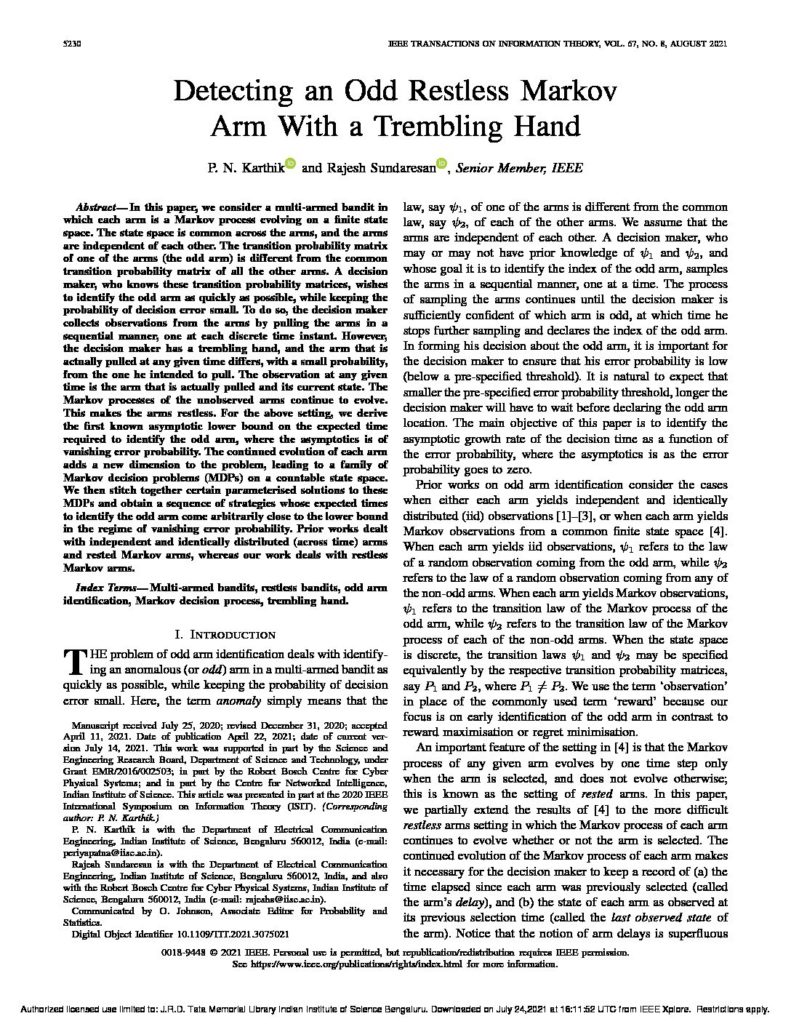 5230
IEEE TRANSACTIONS ON INFORMATION THEORY, VOL. 67, NO. 8, AUGUST 2021
Detecting an Odd Restless Markov
Arm With a Trembling Hand
P. N. Karthik and Rajesh Sundaresan, Senior Member, IEEE
Abstract—In this paper, we consider a multi-armed bandit in
which each arm is a Markov process evolving on a finite state
space. The state space is common across the arms, and the arms
are independent of each other. The transition probability matrix
of one of the arms (the odd arm) is different from the common
transition probability matrix of all the other arms. A decision
maker, who knows these transition probability matrices, wishes
to identify the odd arm as quickly as possible, while keeping the
probability of decision error small. To do so, the decision maker
collects observations from the arms by pulling the arms in a
sequential manner, one at each discrete time instant. However,
the decision maker has a trembling hand, and the arm that is
actually pulled at any given time differs, with a small probability,
from the one he intended to pull. The observation at any given
time is the arm that is actually pulled and its current state. The
Markov processes of the unobserved arms continue to evolve.
This makes the arms restless. For the above setting, we derive
the first known asymptotic lower bound on the expected time
required to identify the odd arm, where the asymptotics is of
vanishing error probability. The continued evolution of each arm
adds a new dimension to the problem, leading to a family of
Markov decision problems (MDPs) on a countable state space.
We then stitch together certain parameterised solutions to these
MDPs and obtain a sequence of strategies whose expected times
to identify the odd arm come arbitrarily close to the lower bound
in the regime of vanishing error probability. Prior works dealt
with independent and identically distributed (across time) arms
and rested Markov arms, whereas our work deals with restless
Markov arms.
Index Terms—Multi-armed bandits, restless bandits, odd arm
identification, Markov decision process, trembling hand.
I. INTRODUCTION
THE problem of odd arm identification deals with identify-
ing an anomalous (or odd) arm in a multi-armed bandit as
quickly as possible, while keeping the probability of decision
error small. Here, the term anomaly simply means that the
Manuscript received July 25, 2020; revised December 31, 2020; accepted
April 11, 2021. Date of publication April 22, 2021; date of current ver-
sion July 14, 2021. This work was supported in part by the Science and
Engineering Research Board, Department of Science and Technology, under
Grant EMR/2016/002503; in part by the Robert Bosch Centre for Cyber
Physical Systems; and in part by the Centre for Networked Intelligence,
Indian Institute of Science. This article was presented in part at the 2020 IEEE
International Symposium on Information Theory (ISIT). (Corresponding
author: P. N. Karthik.)
P. N. Karthik is with the Department of Electrical Communication
Engineering, Indian Institute of Science, Bengaluru 560012, India (e-mail:
periyapatna@iisc.ac.in).
Rajesh Sundaresan is with the Department of Electrical Communication
Engineering, Indian Institute of Science, Bengaluru 560012, India, and also
with the Robert Bosch Centre for Cyber Physical Systems, Indian Institute of
Science, Bengaluru 560012, India (e-mail: rajeshs@iisc.ac.in).
Communicated by O. Johnson, Associate Editor for Probability and
Statistics.
Digital Object Identifier 10.1109/TIT.2021.3075021
law, say ψ1, of one of the arms is different from the common
law, say ψ2, of each of the other arms. We assume that the
arms are independent of each other. A decision maker, who
may or may not have prior knowledge of ψ1 and ψ2, and
whose goal it is to identify the index of the odd arm, samples
the arms in a sequential manner, one at a time. The process
of sampling the arms continues until the decision maker is
sufficiently confident of which arm is odd, at which time he
stops further sampling and declares the index of the odd arm.
In forming his decision about the odd arm, it is important for
the decision maker to ensure that his error probability is low
(below a pre-specified threshold). It is natural to expect that
smaller the pre-specified error probability threshold, longer the
decision maker will have to wait before declaring the odd arm
location. The main objective of this paper is to identify the
asymptotic growth rate of the decision time as a function of
the error probability, where the asymptotics is as the error
probability goes to zero.
Prior works on odd arm identification consider the cases
when either each arm yields independent and identically
distributed (iid) observations [1]–[3], or when each arm yields
Markov observations from a common finite state space [4].
When each arm yields iid observations, ψ1 refers to the law
of a random observation coming from the odd arm, while ψ2
refers to the law of a random observation coming from any of
the non-odd arms. When each arm yields Markov observations,
ψ1 refers to the transition law of the Markov process of the
odd arm, while ψ2 refers to the transition law of the Markov
process of each of the non-odd arms. When the state space
is discrete, the transition laws ψ1 and ψ2 may be specified
equivalently by the respective transition probability matrices,
say P1 and P2, where P1 ≠ P2. We use the term ‘observation’
in place of the commonly used term ‘reward’ because our
focus is on early identification of the odd arm in contrast to
reward maximisation or regret minimisation.
An important feature of the setting in [4] is that the Markov
process of any given arm evolves by one time step only
when the arm is selected, and does not evolve otherwise;
this is known as the setting of rested arms. In this paper,
we partially extend the results of [4] to the more difficult
restless arms setting in which the Markov process of each arm
continues to evolve whether or not the arm is selected. The
continued evolution of the Markov process of each arm makes
it necessary for the decision maker to keep a record of (a) the
time elapsed since each arm was previously selected (called
the arm’s delay), and (b) the state of each arm as observed at
its previous selection time (called the last observed state of
the arm). Notice that the notion of arm delays is superfluous
0018-9448 © 2021 IEEE. Personal use is permitted, but republication/redistribution requires IEEE permission.
See https://www.ieee.org/publications/rights/index.html for more information.
Authorized licensed use limited to: J.R.D. Tata Memorial Library Indian Institute of Science Bengaluru. Downloaded on July 24,2021 at 16:11:52 UTC from IEEE Xplore. Restrictions apply.